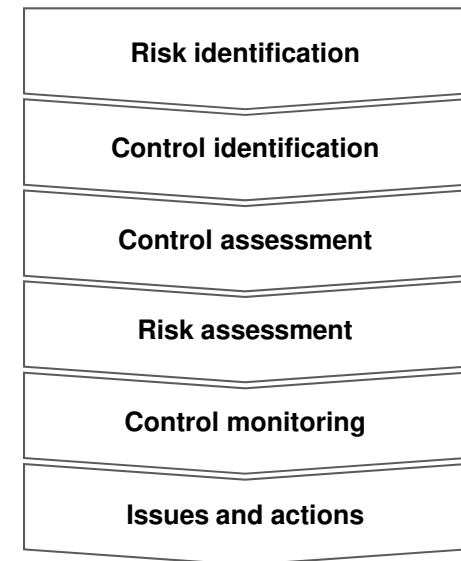 Risk identification
Control identification
Control assessment
Risk assessment
Control monitoring
Issues and actions